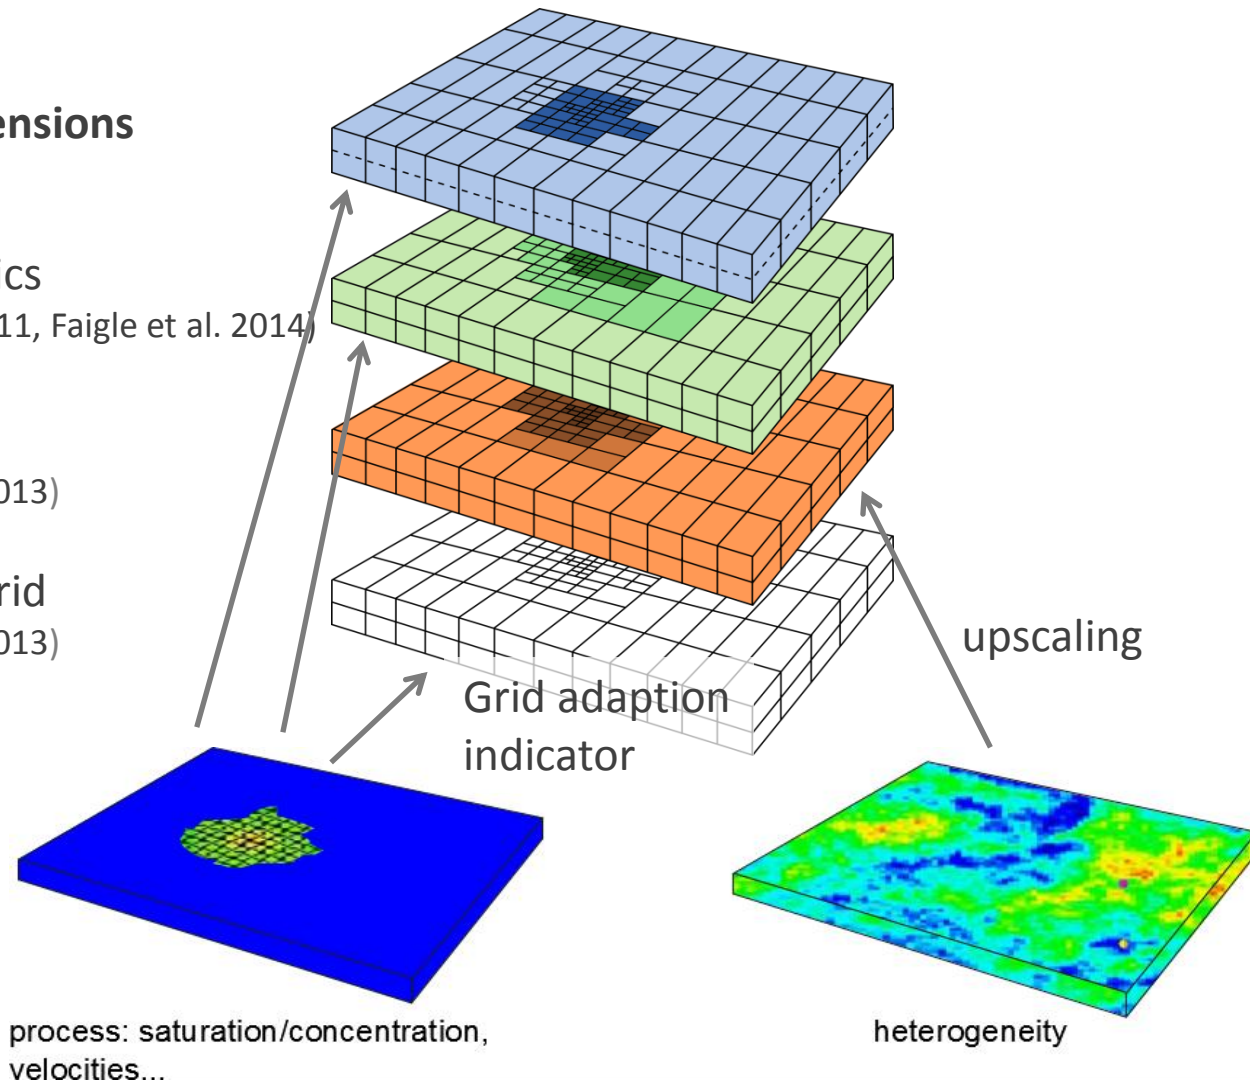 ensions
ics
11, Faigle et al. 2014)
013)
rid
013)
upscaling
Grid adaption
indicator
process: saturation/concentration,
velocities...
heterogeneity